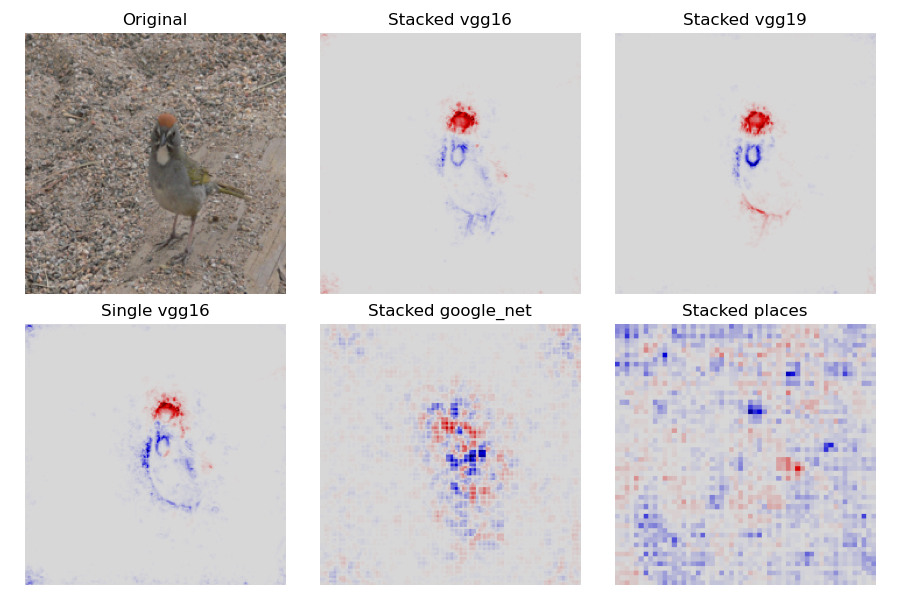 Original
Stacked vgg16
Stacked vgg19
Single vgg16
Stacked google_net
Stacked places